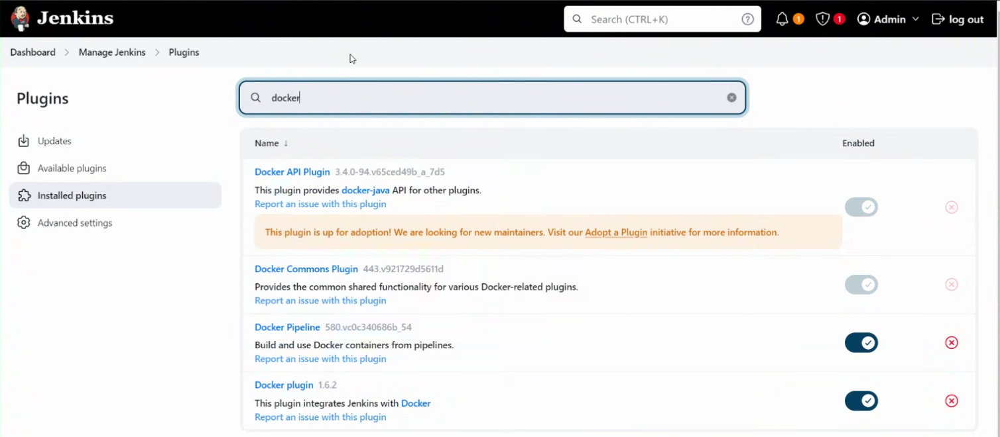 Jenkins
Search (CTRL+K)
1
1
Admin
log out
Dashboard
Manage Jenkins
Plugins
Plugins
docker
Updates
Available plugins
Installed plugins
Advanced settings
Name ↓
Enabled
Docker API Plugin 3.4.0-94.v65ced49b_a_7d5
This plugin provides docker-java API for other plugins.
Report an issue with this plugin
This plugin is up for adoption! We are looking for new maintainers. Visit our Adopt a Plugin initiative for more information.
Docker Commons Plugin 443.v921729d5611d
Provides the common shared functionality for various Docker-related plugins.
Report an issue with this plugin
Docker Pipeline 580.vc0c340686b_54
Build and use Docker containers from pipelines.
Report an issue with this plugin
Docker plugin 1.6.2
This plugin integrates Jenkins with Docker
Report an issue with this plugin